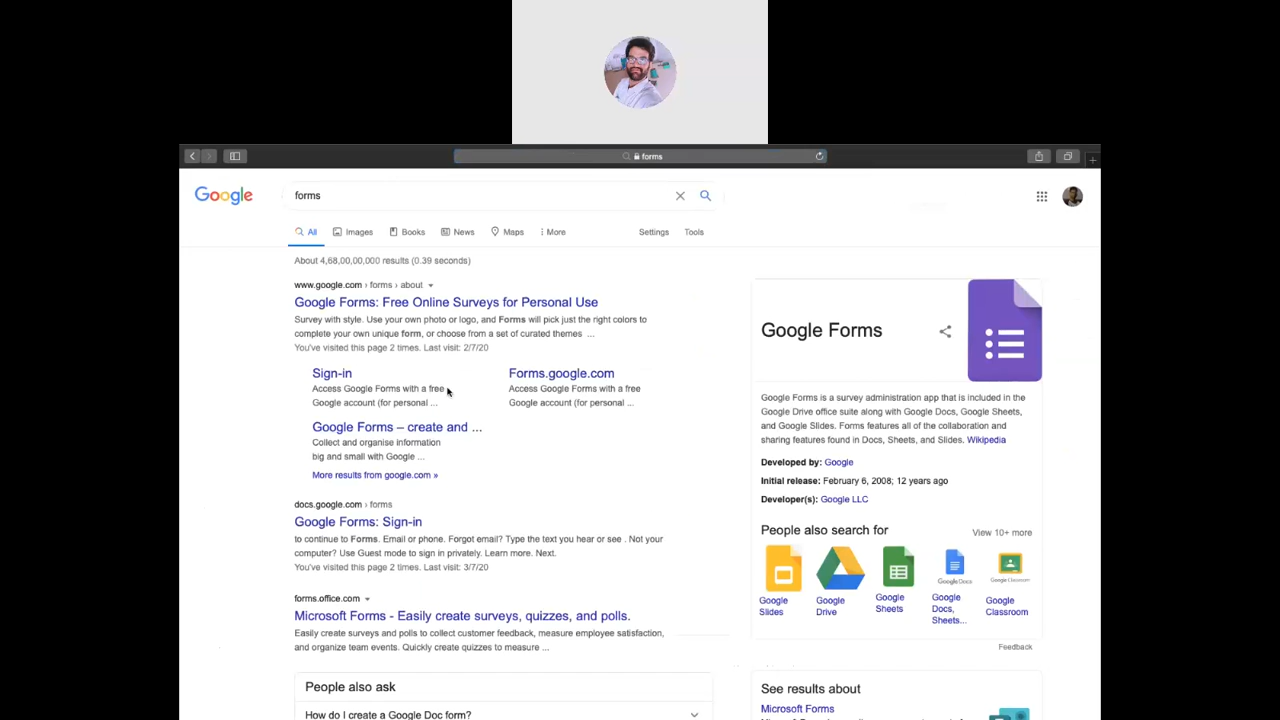 forms
Google
forms
All Images Books News Maps More Settings Tools
About 4,68,00,00,000 results (0.39 seconds)
www.google.com › forms › about
Google Forms: Free Online Surveys for Personal Use
Survey with style. Use your own photo or logo, and Forms will pick just the right colors to
complete your own unique form, or choose from a set of curated themes ...
You've visited this page 2 times. Last visit: 2/7/20
Sign-in
Access Google Forms with a free
Google account (for personal ...
Forms.google.com
Access Google Forms with a free
Google account (for personal ...
Google Forms – create and ...
Collect and organise information
big and small with Google ...
More results from google.com »
docs.google.com › forms
Google Forms: Sign-in
to continue to Forms. Email or phone. Forgot email? Type the text you hear or see . Not your
computer? Use Guest mode to sign in privately. Learn more. Next.
You've visited this page 2 times. Last visit: 3/7/20
forms.office.com
Microsoft Forms - Easily create surveys, quizzes, and polls.
Easily create surveys and polls to collect customer feedback, measure employee satisfaction,
and organize team events. Quickly create quizzes to measure ...
People also ask
How do I create a Google Doc form?
Google Forms
Google Forms is a survey administration app that is included in the
Google Drive office suite along with Google Docs, Google Sheets,
and Google Slides. Forms features all of the collaboration and
sharing features found in Docs, Sheets, and Slides. Wikipedia
Developed by: Google
Initial release: February 6, 2008; 12 years ago
Developer(s): Google LLC
People also search for
View 10+ more
Google Docs
Google Classroom
Google
Slides
Google
Drive
Google
Sheets
Google
Docs,
Sheets...
Google
Classroom
Feedback
See results about
Microsoft Forms